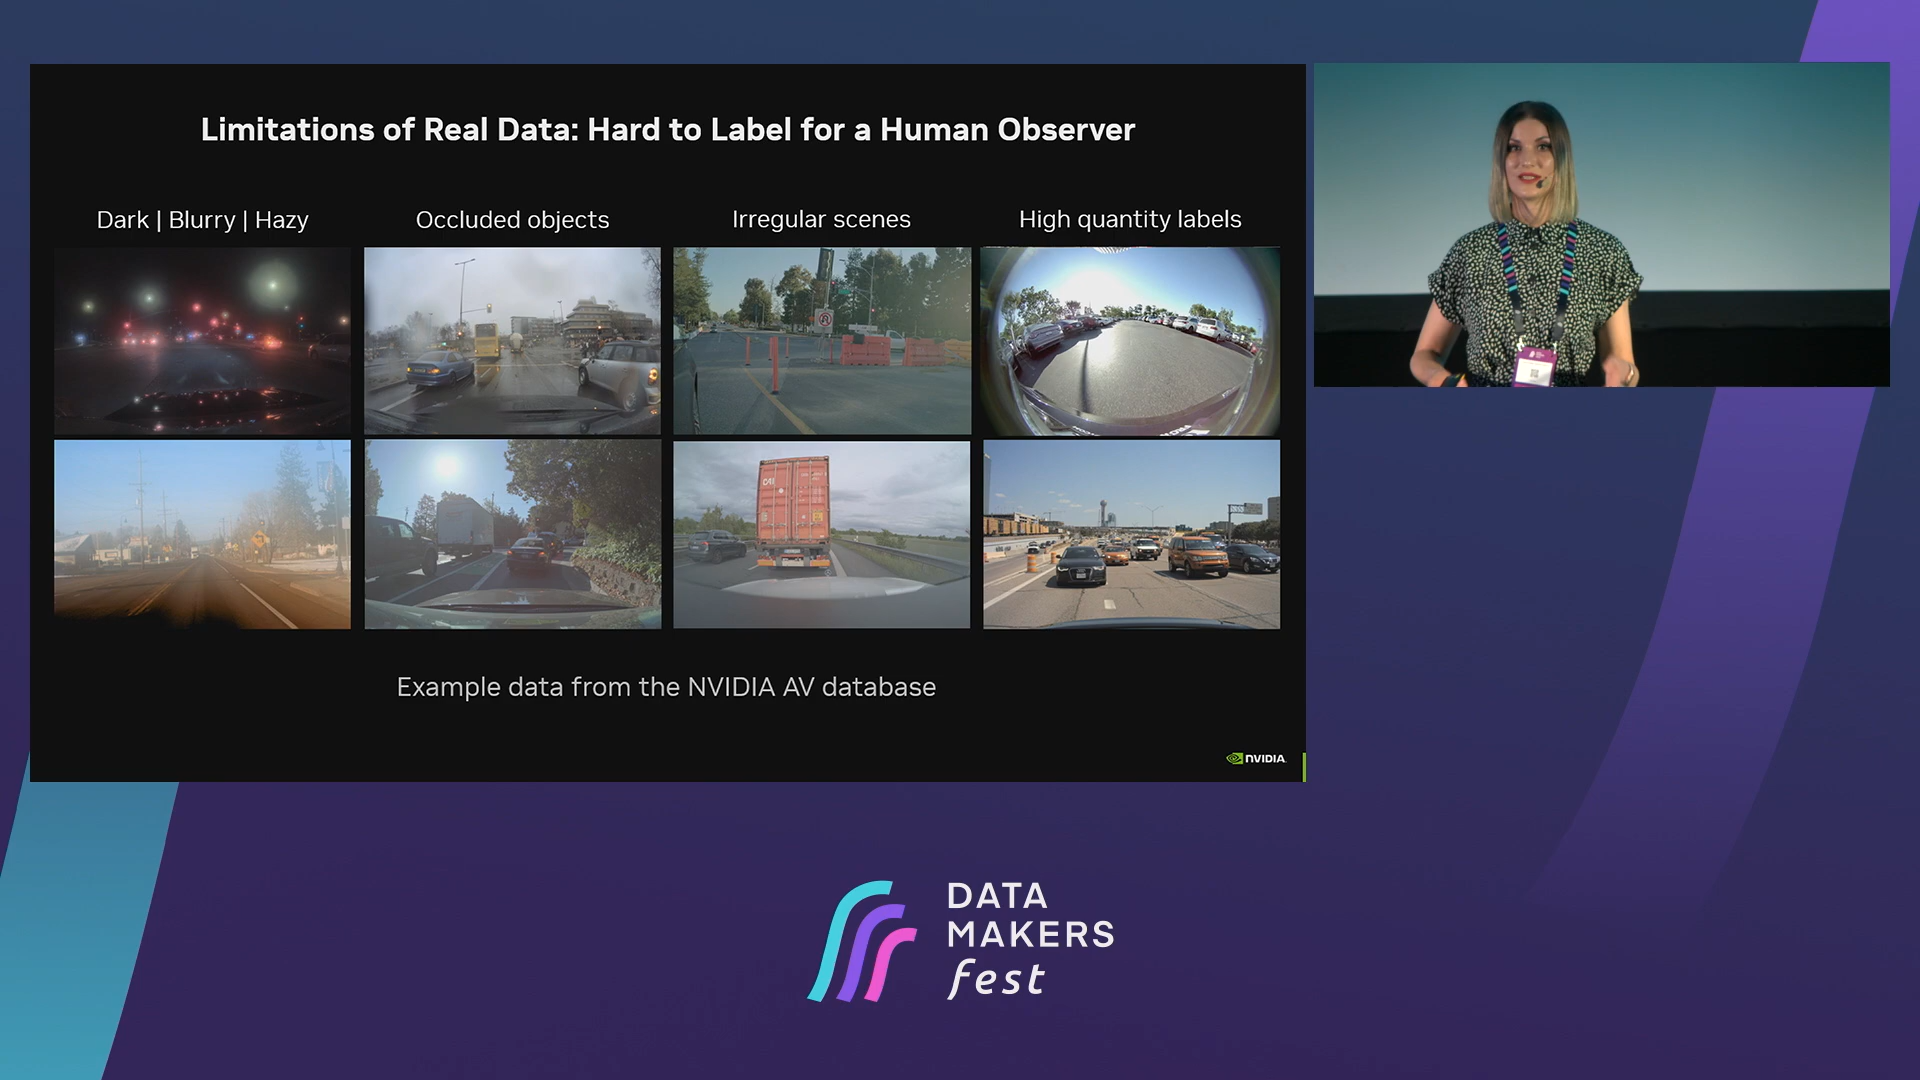 Limitations of Real Data: Hard to Label for a Human Observer
Dark | Blurry | Hazy
Occluded objects
Irregular scenes
High quantity labels
CAI
Example data from the NVIDIA AV database
NVIDIA
DATA
MAKERS
fest